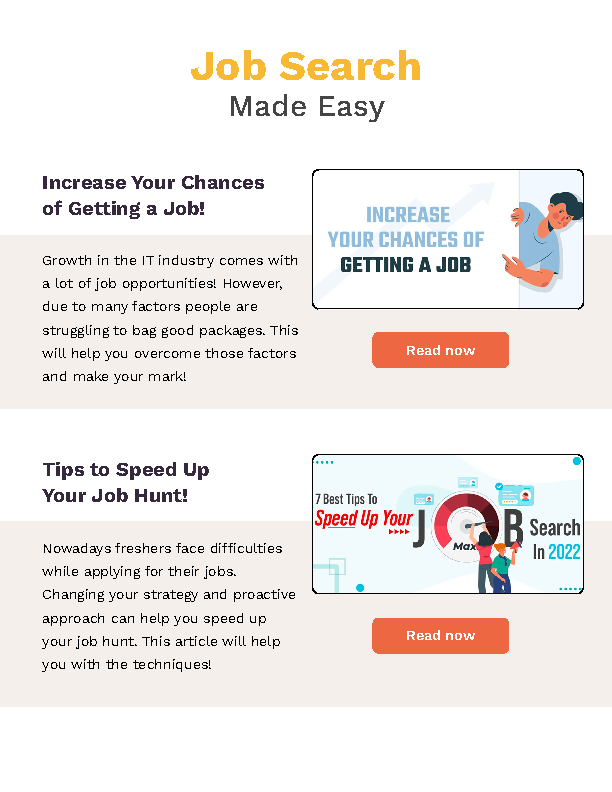 Job Search
Made Easy
Increase Your Chances
of Getting a Job!
Growth in the IT industry comes with
a lot of job opportunities! However,
due to many factors people are
struggling to bag good packages. This
will help you overcome those factors
and make your mark!
INCREASE
YOUR CHANCES OF
GETTING A JOB
Read now
Tips to Speed Up
Your Job Hunt!
Nowadays freshers face difficulties
while applying for their jobs.
Changing your strategy and proactive
approach can help you speed up
your job hunt. This article will help
you with the techniques!
7 Best Tips To
Speed Up Your
JOB
Max
Search
In 2022
Read now